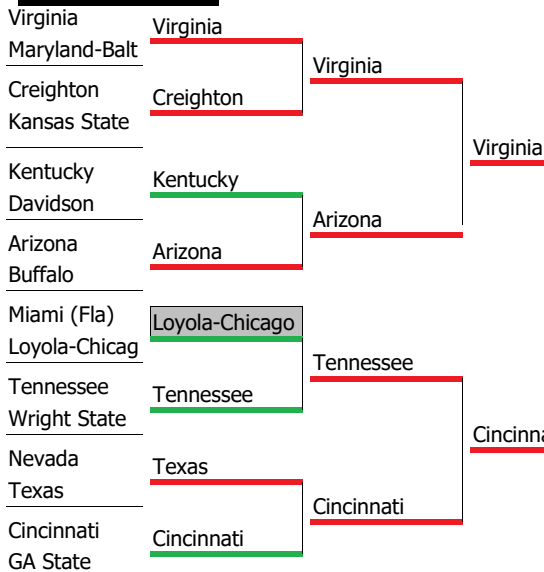 Virginia
Maryland-Balt
Creighton
Kansas State
Kentucky
Davidson
Arizona
Buffalo
Miami (Fla)
Loyola-Chicag
Tennessee
Wright State
Nevada
Texas
Cincinnati
GA State
Virginia
Creighton
Kentucky
Arizona
Loyola-Chicago
Tennessee
Texas
Cincinnati
Virginia
Arizona
Tennessee
Cincinnati
Virginia
Cincinna